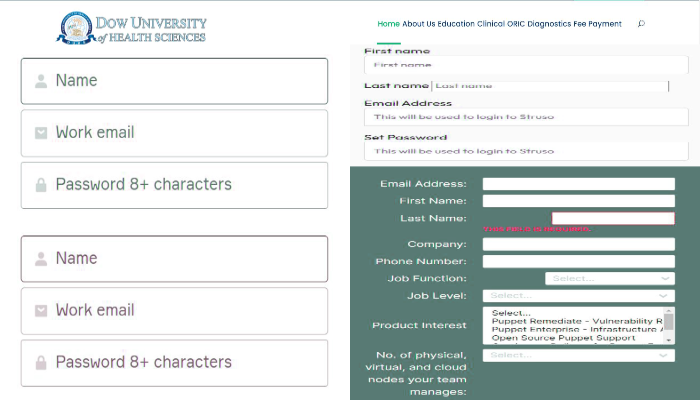 DOW UNIVERSITY
of HEALTH SCIENCES
Name
Work email
Password 8+ characters
Name
Work email
Password 8+ characters
Home About Us Education Clinical ORIC Diagnostics Fee Payment
First name
First name
Last name Last name
Email Address
This will be used to login to Struso
Set Password
This will be used to login to Struso
Email Address:
First Name:
Last Name:
Company:
Phone Number:
Job Function: Select...
Job Level: Select...
Product Interest
Select...
Puppet Remediate - Vulnerability R
Puppet Enterprise - Infrastructure
Open Source Puppet Support
No. of physical, Select...
virtual, and cloud
nodes your team
manages: